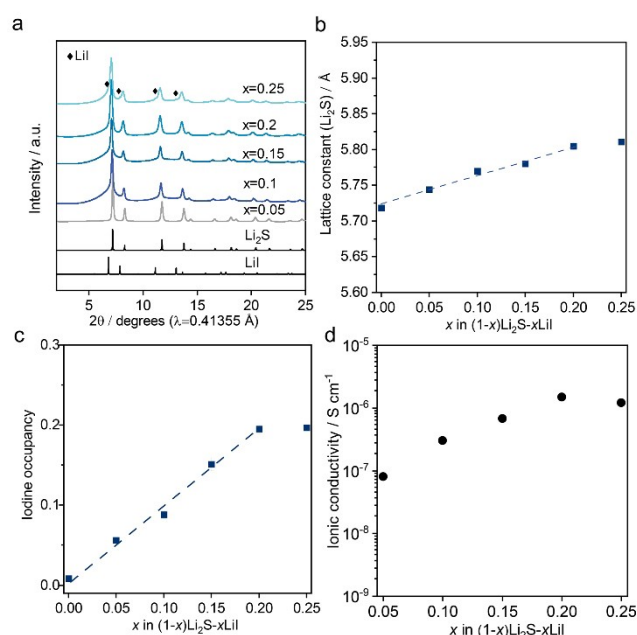 a
◆ LiI
x=0.25
x=0.2
x=0.15
x=0.1
x=0.05
Li₂S
LiI
Intensity / a.u.
5 10 15 20 25
2θ / degrees (λ=0.41355 Å)
b
5.95
5.90
5.85
5.80
5.75
5.70
5.65
5.60
Lattice constant (Li₂S) / Å
0.00 0.05 0.10 0.15 0.20 0.25
x in (1-x)Li₂S-xLiI
c
0.3
0.2
0.1
0.0
Iodine occupancy
0.00 0.05 0.10 0.15 0.20 0.25
x in (1-x)Li₂S-xLiI
d
10⁻⁵
10⁻⁶
10⁻⁷
10⁻⁸
10⁻⁹
Ionic conductivity / S cm⁻¹
0.05 0.10 0.15 0.20 0.25
x in (1-x)Li₂S-xLiI